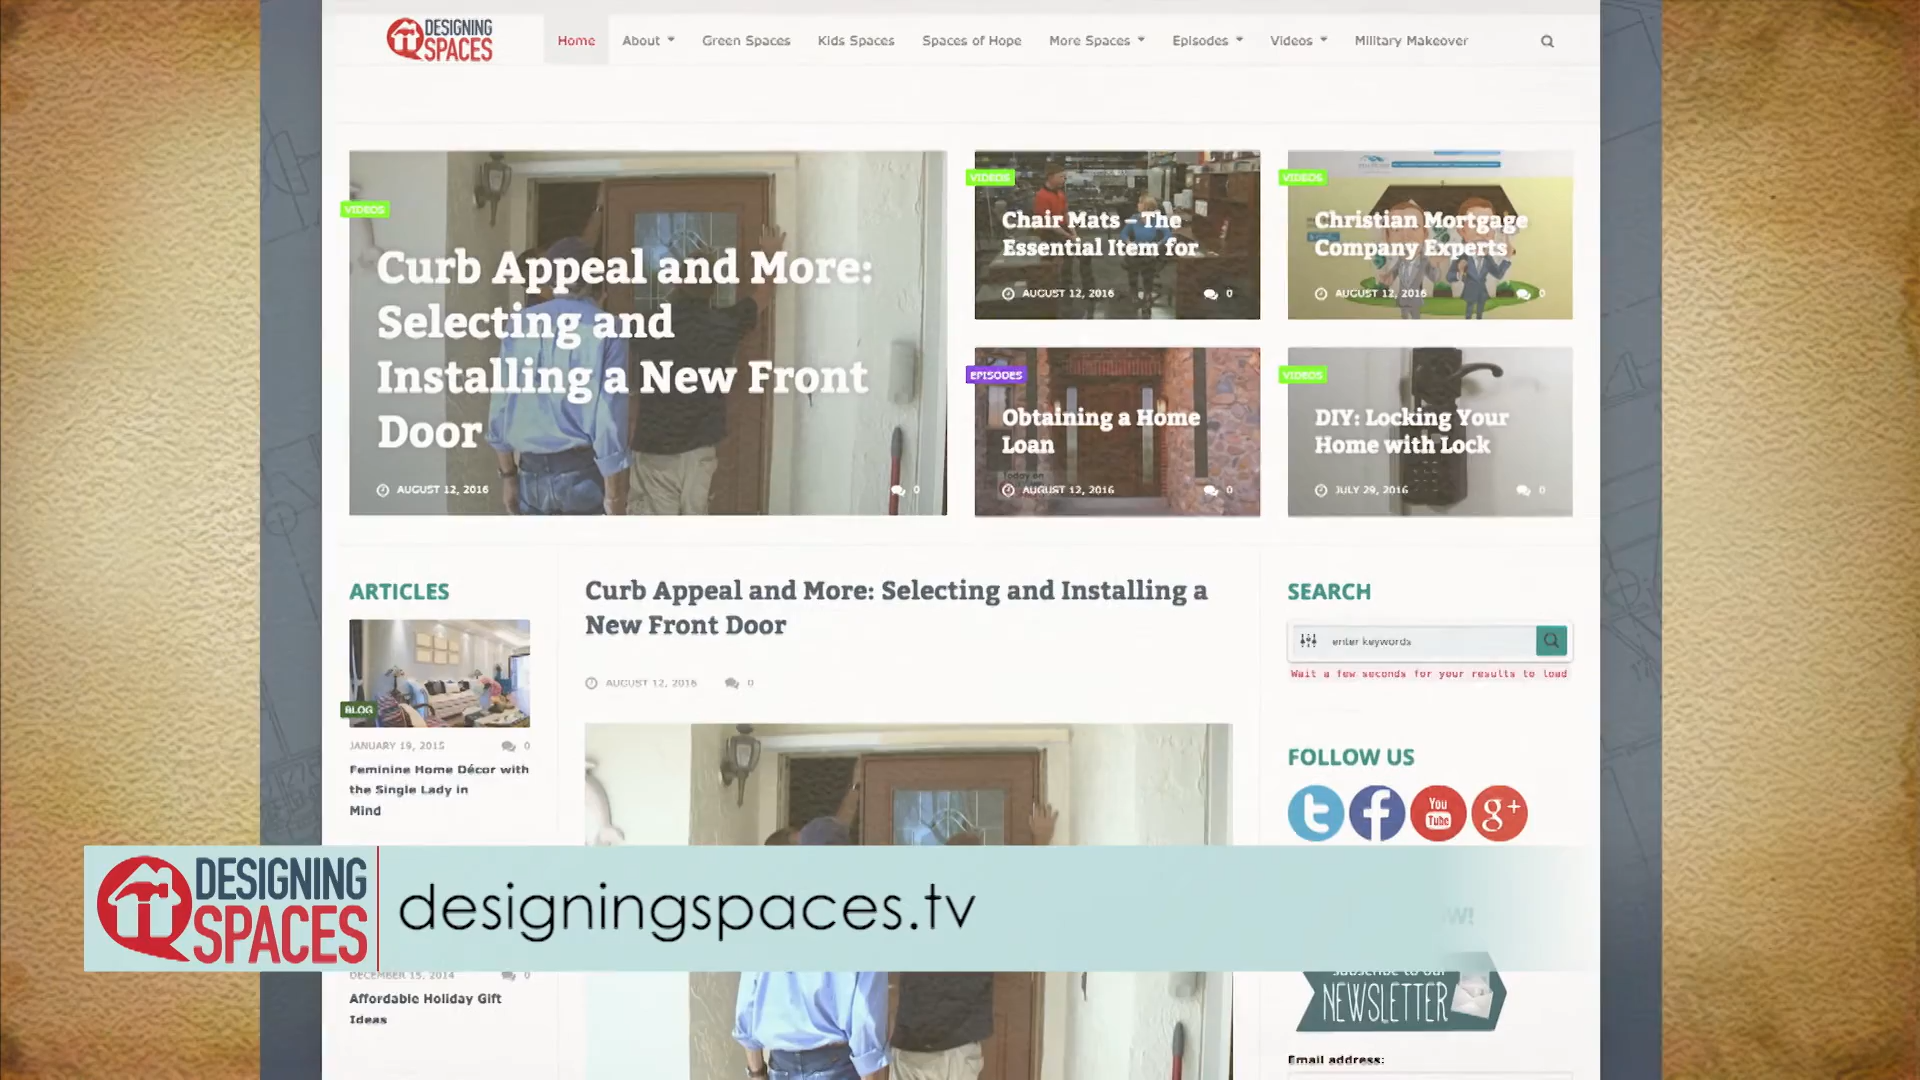 DESIGNING
SPACES
Home
About
Green Spaces
Kids Spaces
Spaces of Hope
More Spaces
Episodes
Videos
Military Makeover
VIDEOS
Curb Appeal and More:
Selecting and
Installing a New Front
Door
AUGUST 12, 2016
0
VIDEOS
Chair Mats – The
Essential Item for
AUGUST 12, 2016
0
VIDEOS
Christian Mortgage
Company Experts
AUGUST 12, 2016
0
EPISODES
Obtaining a Home
Loan
Today on
AUGUST 12, 2016
0
VIDEOS
DIY: Locking Your
Home with Lock
JULY 29, 2016
0
ARTICLES
BLOG
JANUARY 19, 2015
0
Feminine Home Décor with
the Single Lady in
Mind
DECEMBER 15, 2014
0
Affordable Holiday Gift
Ideas
Curb Appeal and More: Selecting and Installing a
New Front Door
AUGUST 12, 2016
0
SEARCH
enter keywords
Wait a few seconds for your results to load
FOLLOW US
You
Tube
g+
subscribe to our
NEWSLETTER
Email address:
DESIGNING
SPACES
designingspaces.tv